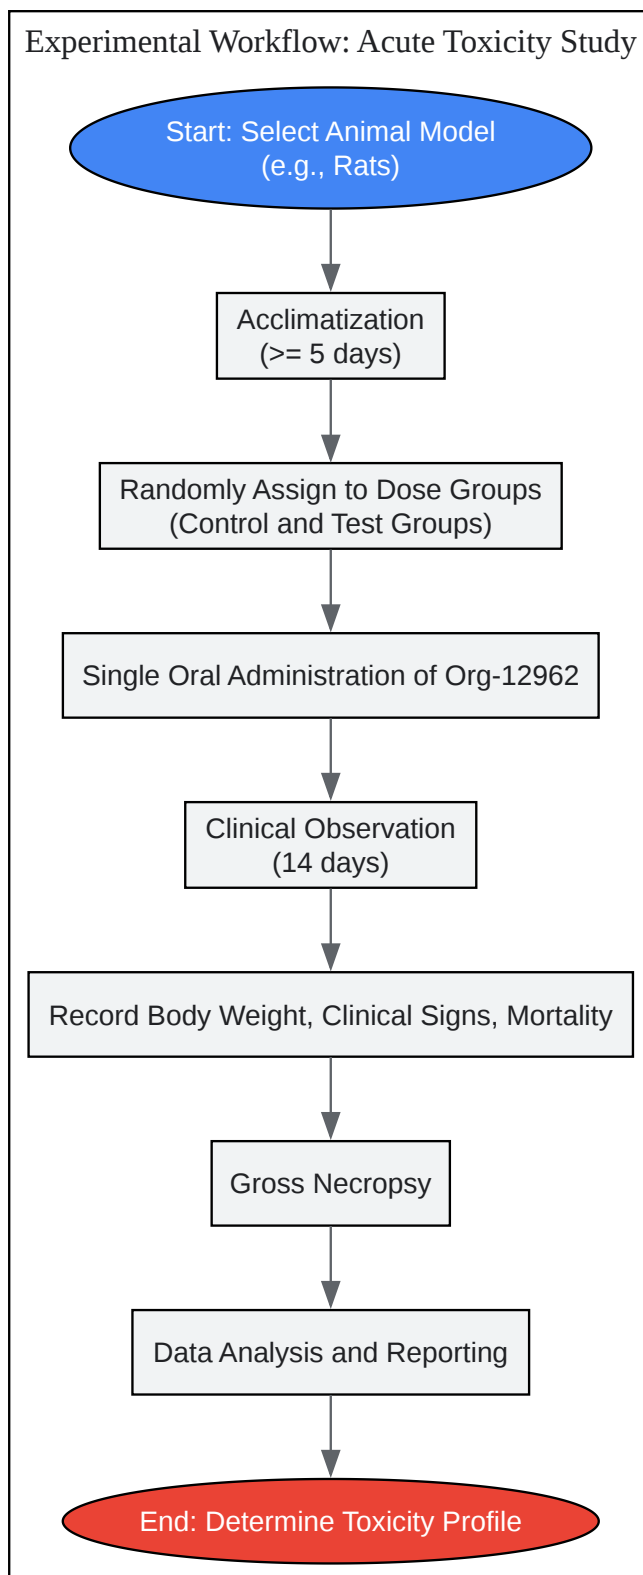 Experimental Workflow: Acute Toxicity Study
Start: Select Animal Model
(e.g., Rats)
Acclimatization
(>= 5 days)
Randomly Assign to Dose Groups
(Control and Test Groups)
Single Oral Administration of Org-12962
Clinical Observation
(14 days)
Record Body Weight, Clinical Signs, Mortality
Gross Necropsy
Data Analysis and Reporting
End: Determine Toxicity Profile